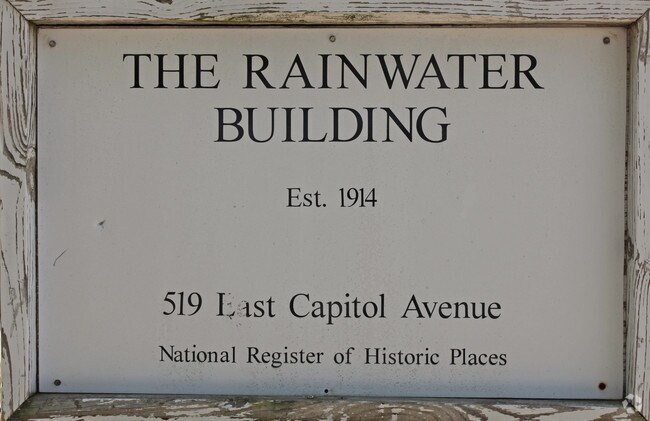 THE RAINWATER
BUILDING
Est. 1914
519 East Capitol Avenue
National Register of Historic Places